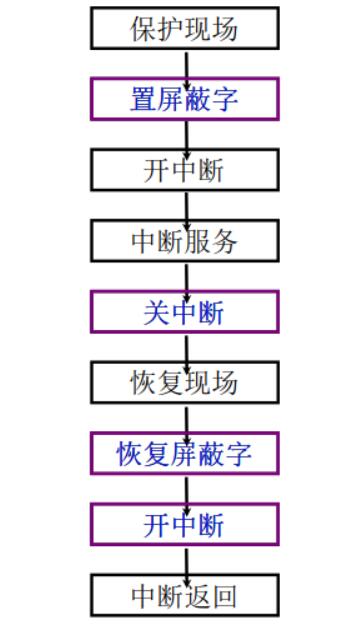 保护现场
置屏蔽字
开中断
中断服务
关中断
恢复现场
恢复屏蔽字
开中断
中断返回